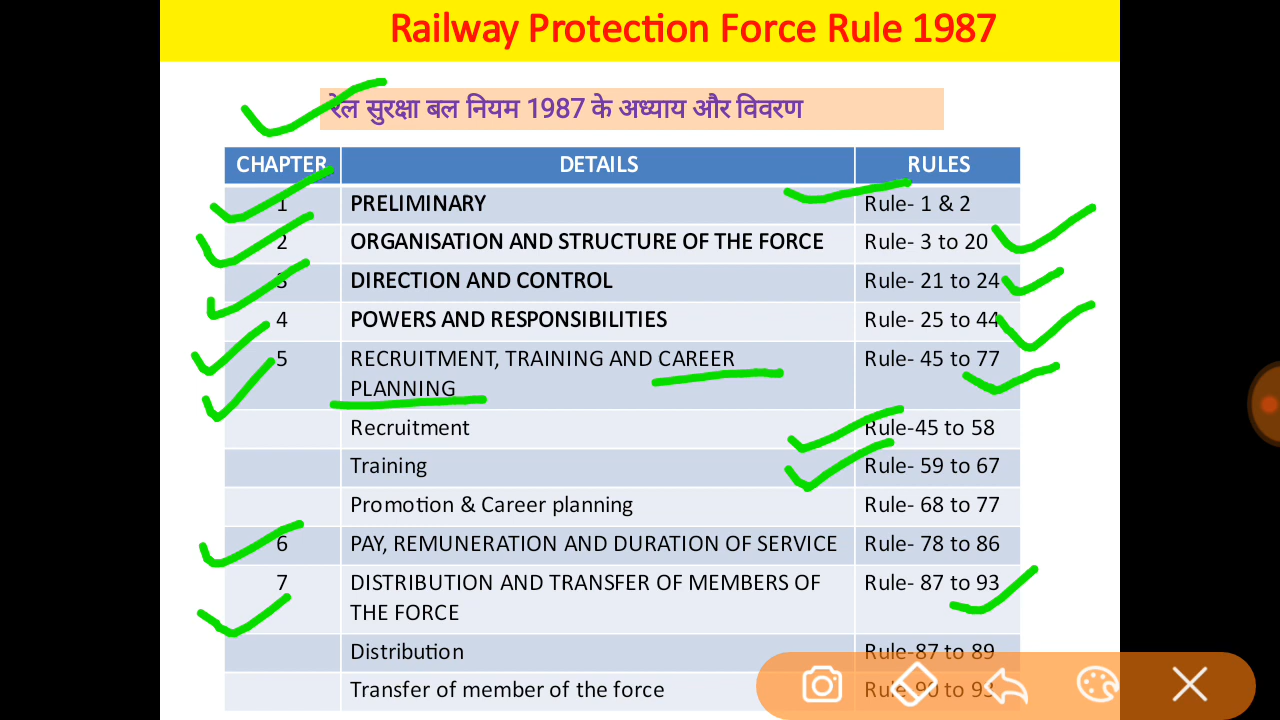 Railway Protection Force Rule 1987
रेल सुरक्षा बल नियम 1987 के अध्याय और विवरण
CHAPTER DETAILS RULES
1 PRELIMINARY Rule- 1 & 2
2 ORGANISATION AND STRUCTURE OF THE FORCE Rule- 3 to 20
3 DIRECTION AND CONTROL Rule- 21 to 24
4 POWERS AND RESPONSIBILITIES Rule- 25 to 44
5 RECRUITMENT, TRAINING AND CAREER Rule- 45 to 77
PLANNING
Recruitment Rule-45 to 58
Training Rule- 59 to 67
Promotion & Career planning Rule- 68 to 77
6 PAY, REMUNERATION AND DURATION OF SERVICE Rule- 78 to 86
7 DISTRIBUTION AND TRANSFER OF MEMBERS OF Rule- 87 to 93
THE FORCE
Distribution Rule-87 to 89
Transfer of member of the force Rule-90 to 93